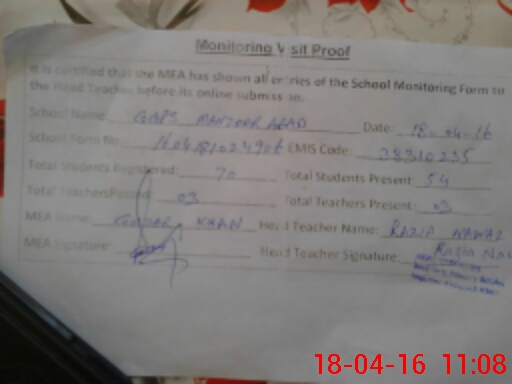 Monitoring Visit Proof
It is certified that the MEA has shown all entries of the School Monitoring Form to
the Head Teacher before its online submission.
School Name: GGPS MANZOOR ABAD Date: 18-04-16
School Form No: EMIS Code: 38310235
Total Students Registered: 70 Total Students Present: 54
Total Teachers Posted: 03 Total Teachers Present: 03
MEA Name: KHAN Head Teacher Name: RAZIA NAWAZ
MEA Signature: Head Teacher Signature: Razia
18-04-16 11:08